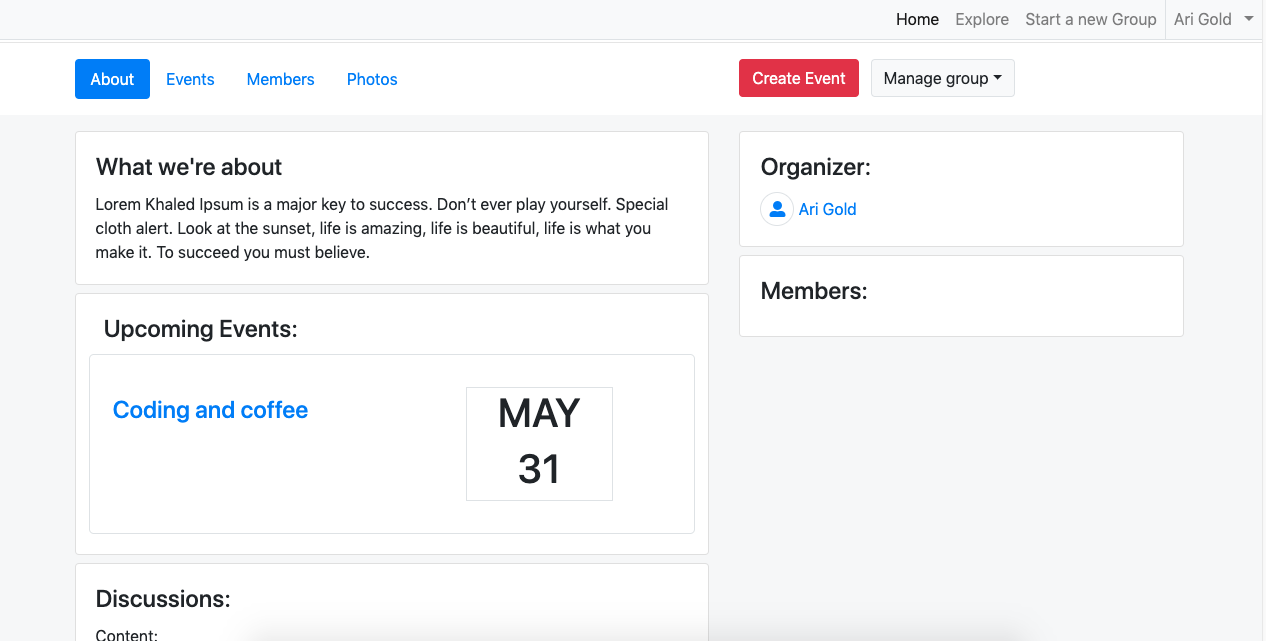 Home Explore Start a new Group Ari Gold
About Events Members Photos Create Event Manage group
What we're about
Lorem Khaled Ipsum is a major key to success. Don’t ever play yourself. Special
cloth alert. Look at the sunset, life is amazing, life is beautiful, life is what you
make it. To succeed you must believe.
Organizer:
Ari Gold
Members:
Upcoming Events:
Coding and coffee
MAY
31
Discussions:
Content: